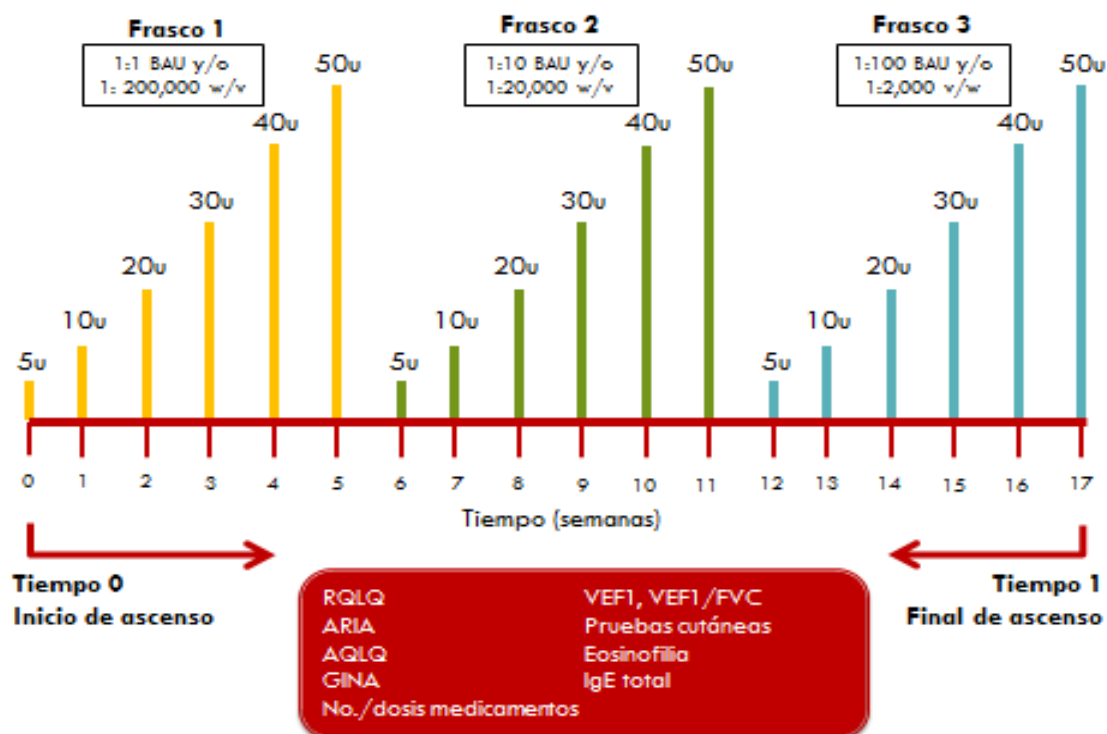 Frasco 1
1:1 BAU y/o
1: 200,000 w/v
Frasco 2
1:10 BAU y/o
1:20,000 w/v
Frasco 3
1:100 BAU y/o
1:2,000 v/w
5u
10u
20u
30u
40u
50u
5u
10u
20u
30u
40u
50u
5u
10u
20u
30u
40u
50u
0 1 2 3 4 5 6 7 8 9 10 11 12 13 14 15 16 17
Tiempo (semanas)
Tiempo 0
Inicio de ascenso
Tiempo 1
Final de ascenso
RQLQ
ARIA
AQLQ
GINA
No./dosis medicamentos
VEF1, VEF1/FVC
Pruebas cutáneas
Eosinofilia
IgE total